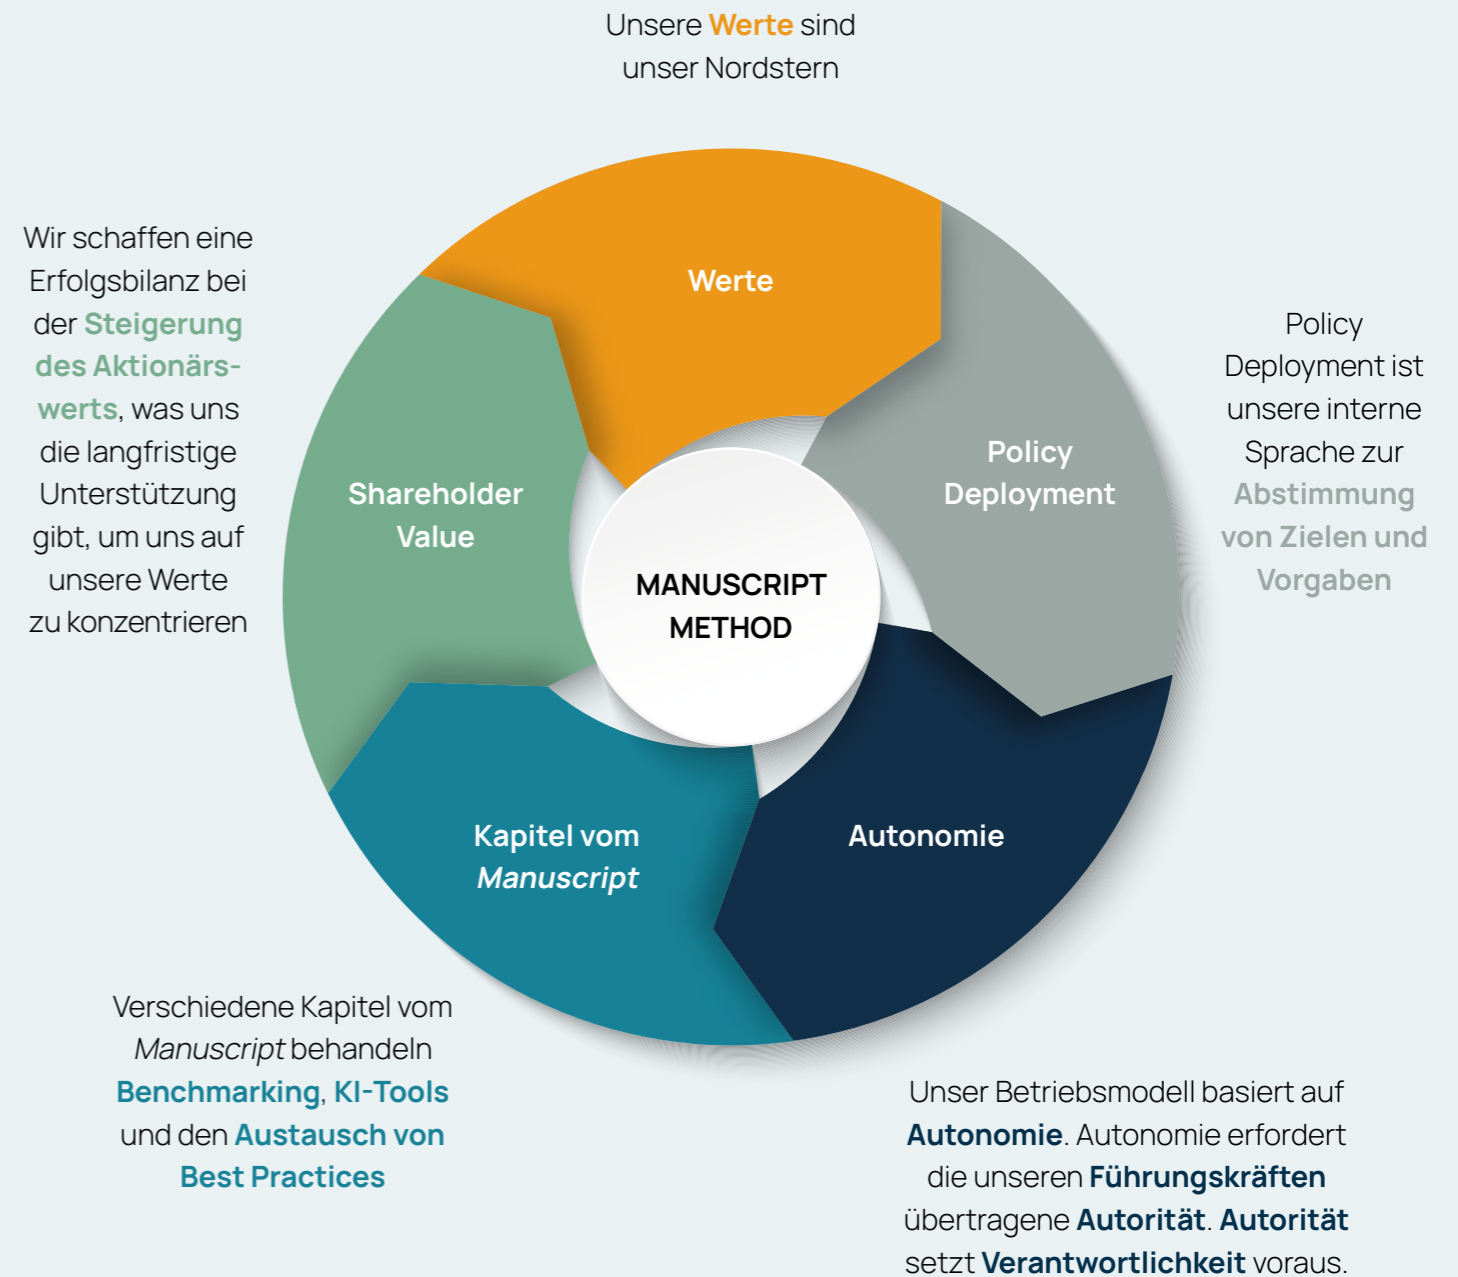 Unsere Werte sind
unser Nordstern
Werte
Policy
Deployment
Policy
Deployment ist
unsere interne
Sprache zur
Abstimmung
von Zielen und
Vorgaben
Autonomie
Unser Betriebsmodell basiert auf
Autonomie. Autonomie erfordert
die unseren Führungskräften
übertragene Autorität. Autorität
setzt Verantwortlichkeit voraus.
Kapitel vom
Manuscript
Verschiedene Kapitel vom
Manuscript behandeln
Benchmarking, KI-Tools
und den Austausch von
Best Practices
Shareholder
Value
Wir schaffen eine
Erfolgsbilanz bei
der Steigerung
des Aktionärs-
werts, was uns
die langfristige
Unterstützung
gibt, um uns auf
unsere Werte
zu konzentrieren
MANUSCRIPT
METHOD